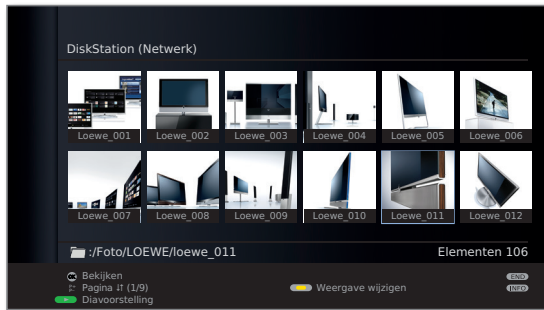 DiskStation (Netwerk)
Loewe_001 Loewe_002 Loewe_003 Loewe_004 Loewe_005 Loewe_006
Loewe_007 Loewe_008 Loewe_009 Loewe_010 Loewe_011 Loewe_012
:/Foto/LOEWE/loewe_011 Elementen 106
OK Bekijken END
P+ P- Pagina ↓↑ (1/9) Weergave wijzigen INFO
Diavoorstelling